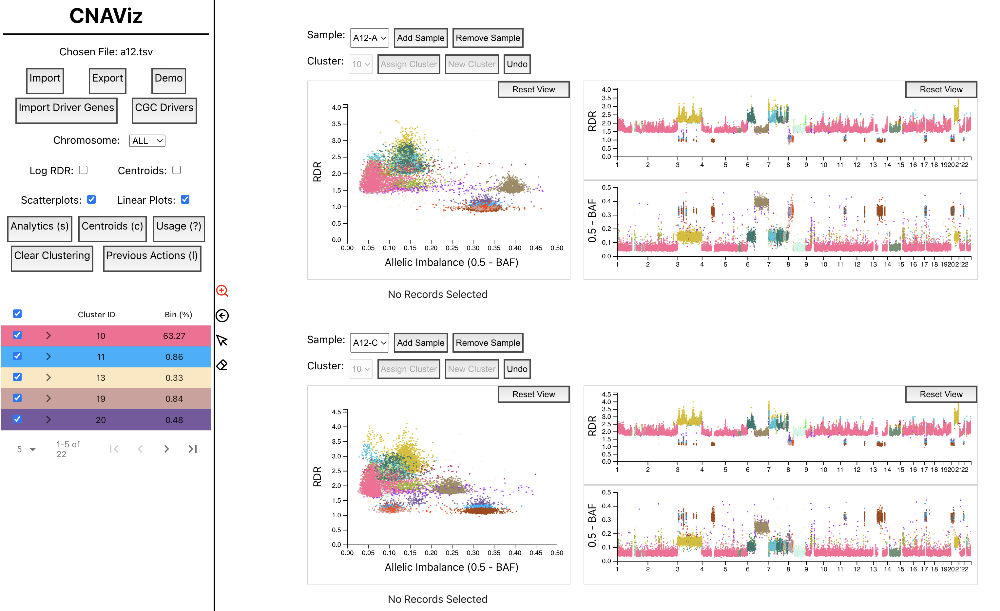 CNAViz
Chosen File: a12.tsv
Import Export Demo
Import Driver Genes CGC Drivers
Chromosome: ALL
Log RDR: Centroids:
Scatterplots: Linear Plots:
Analytics (s) Centroids (c) Usage (?)
Clear Clustering Previous Actions (l)
Cluster ID Bin (%)
10 63.27
11 0.86
13 0.33
19 0.84
20 0.48
5 1-5 of 22
Sample: A12-A Add Sample Remove Sample
Cluster: 10 Assign Cluster New Cluster Undo
Reset View
4.0
3.5
3.0
2.5
2.0
1.5
1.0
0.5
0.0
RDR
0.00 0.05 0.10 0.15 0.20 0.25 0.30 0.35 0.40 0.45 0.50
Allelic Imbalance (0.5 - BAF)
No Records Selected
Reset View
4.0
3.5
3.0
2.5
2.0
1.5
1.0
0.5
0.0
RDR
1 2 3 4 5 6 7 8 9 10 11 12 13 14 15 16 17 18 19 20 21 22
0.5
0.4
0.3
0.2
0.1
0.0
0.5 - BAF
1 2 3 4 5 6 7 8 9 10 11 12 13 14 15 16 17 18 19 20 21 22
Sample: A12-C Add Sample Remove Sample
Cluster: 10 Assign Cluster New Cluster Undo
Reset View
4.5
4.0
3.5
3.0
2.5
2.0
1.5
1.0
0.5
0.0
RDR
0.00 0.05 0.10 0.15 0.20 0.25 0.30 0.35 0.40 0.45 0.50
Allelic Imbalance (0.5 - BAF)
No Records Selected
Reset View
4.5
4.0
3.5
3.0
2.5
2.0
1.5
1.0
0.5
0.0
RDR
1 2 3 4 5 6 7 8 9 10 11 12 13 14 15 16 17 18 19 20 21 22
0.5
0.4
0.3
0.2
0.1
0.0
0.5 - BAF
1 2 3 4 5 6 7 8 9 10 11 12 13 14 15 16 17 18 19 20 21 22